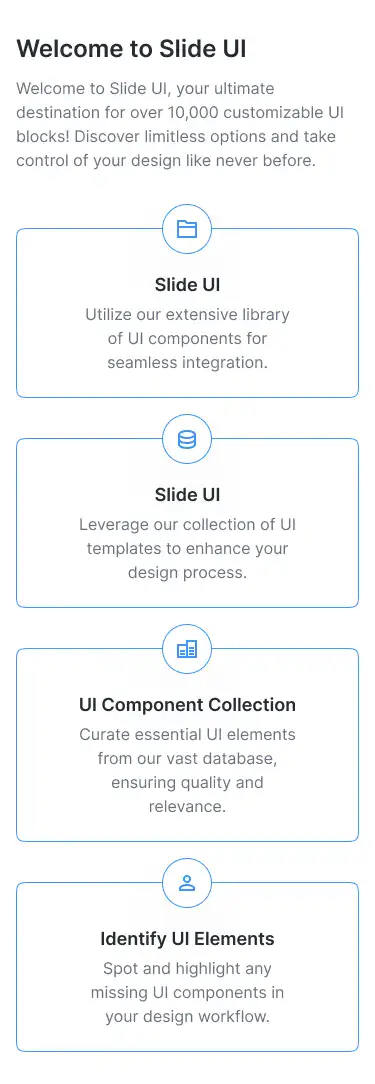 Welcome to Slide UI
Welcome to Slide UI, your ultimate
destination for over 10,000 customizable UI
blocks! Discover limitless options and take
control of your design like never before.
Slide UI
Utilize our extensive library
of UI components for
seamless integration.
Slide UI
Leverage our collection of UI
templates to enhance your
design process.
UI Component Collection
Curate essential UI elements
from our vast database,
ensuring quality and
relevance.
Identify UI Elements
Spot and highlight any
missing UI components in
your design workflow.